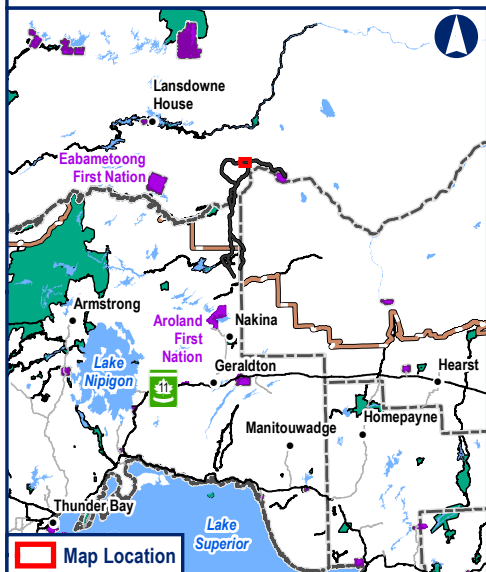 Lansdowne
House
Eabametoong
First Nation
Armstrong
Aroland
First
Nation
Nakina
Lake
Nipigon
Geraldton
11
Hearst
Manitouwadge
Homepayne
Thunder Bay
Lake
Superior
Map Location